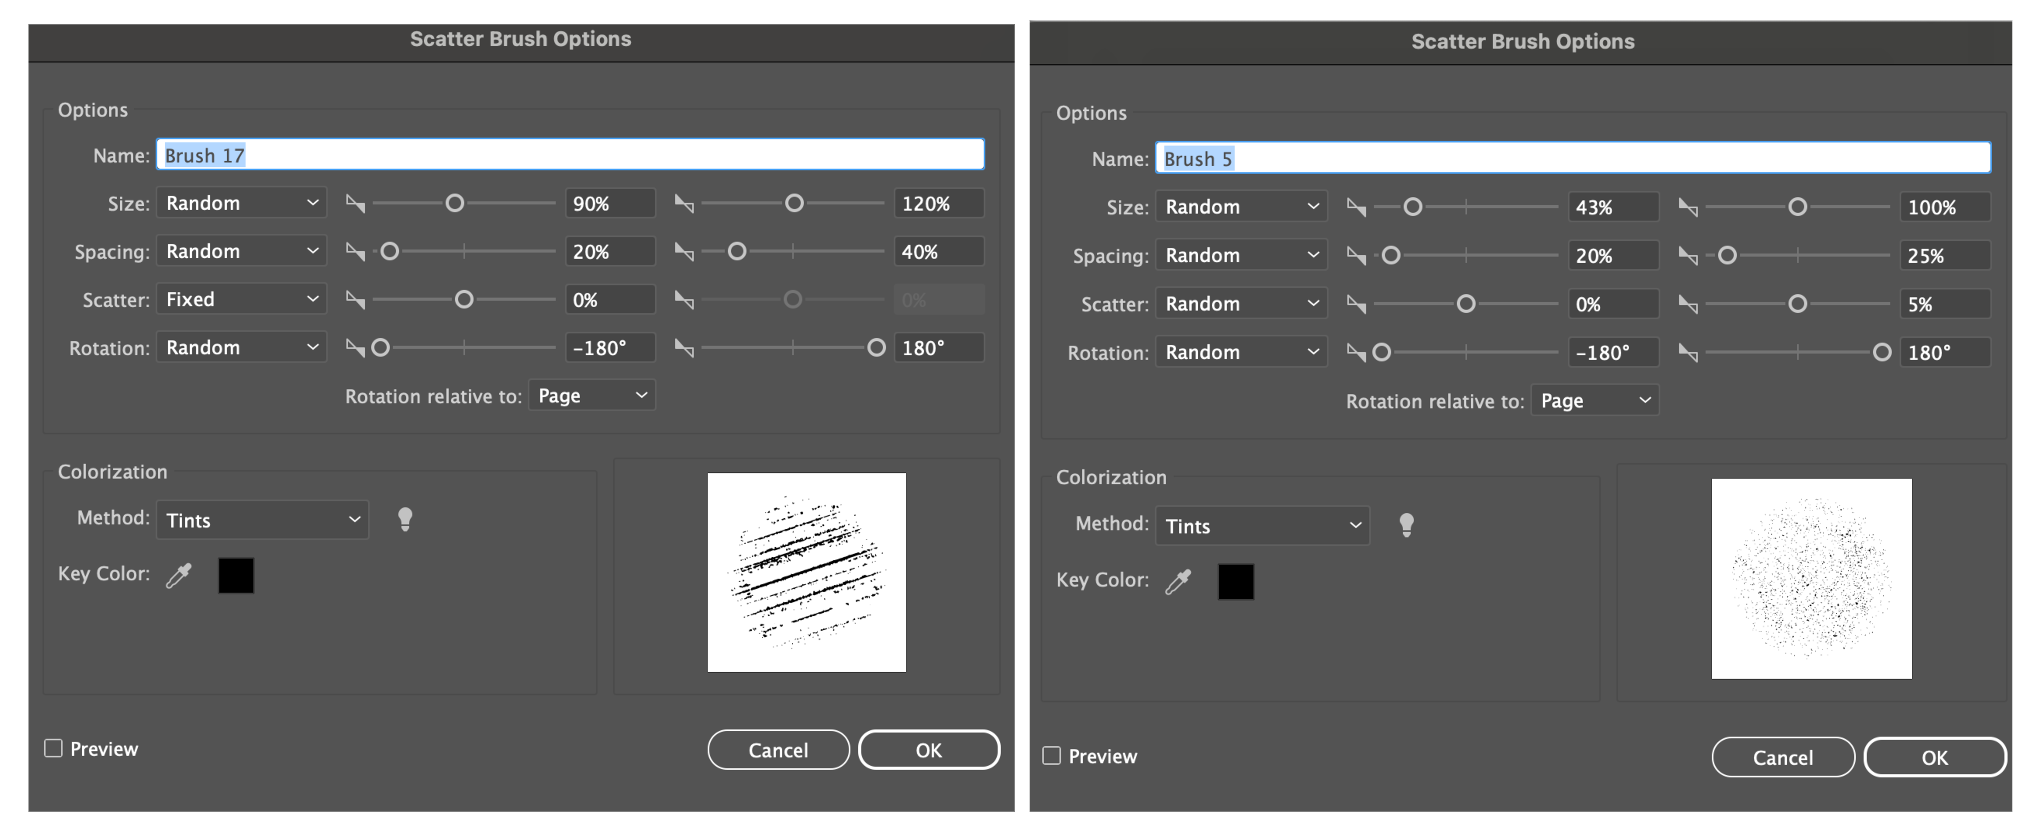 Scatter Brush Options
Options
Name: Brush 17
Size: Random 90% 120%
Spacing: Random 20% 40%
Scatter: Fixed 0% 0%
Rotation: Random -180° 180°
Rotation relative to: Page
Colorization
Method: Tints
Key Color:
Preview Cancel OK
Scatter Brush Options
Options
Name: Brush 5
Size: Random 43% 100%
Spacing: Random 20% 25%
Scatter: Random 0% 5%
Rotation: Random -180° 180°
Rotation relative to: Page
Colorization
Method: Tints
Key Color:
Preview Cancel OK